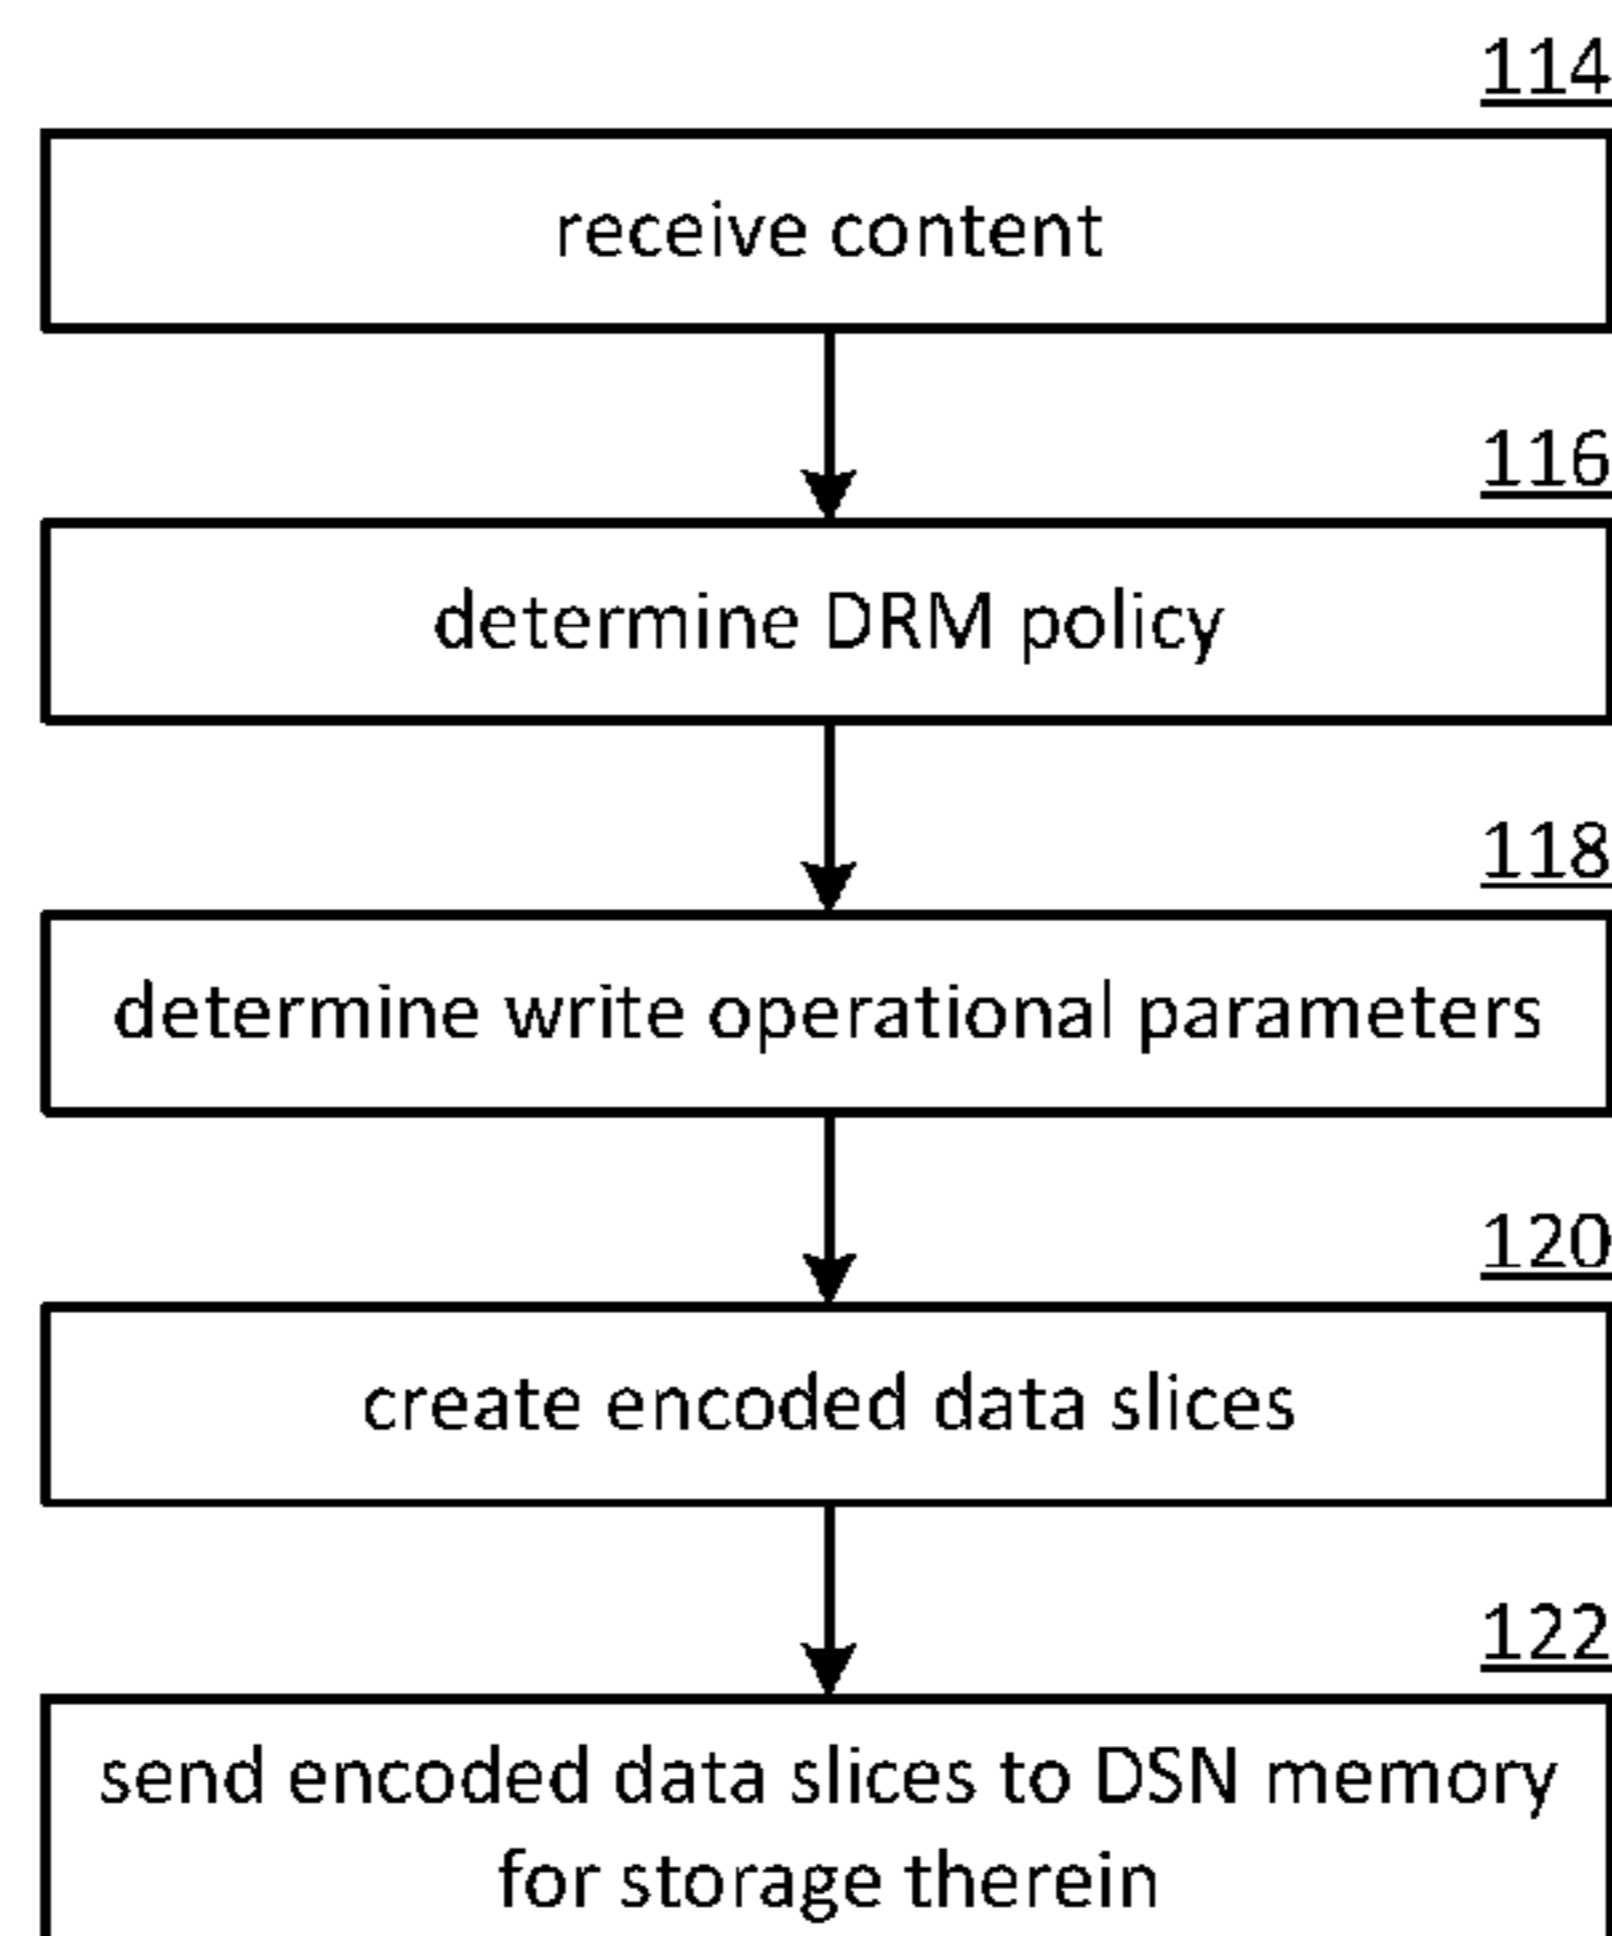 114
receive content
116
determine DRM policy
118
determine write operational parameters
120
create encoded data slices
122
send encoded data slices to DSN memory
for storage therein